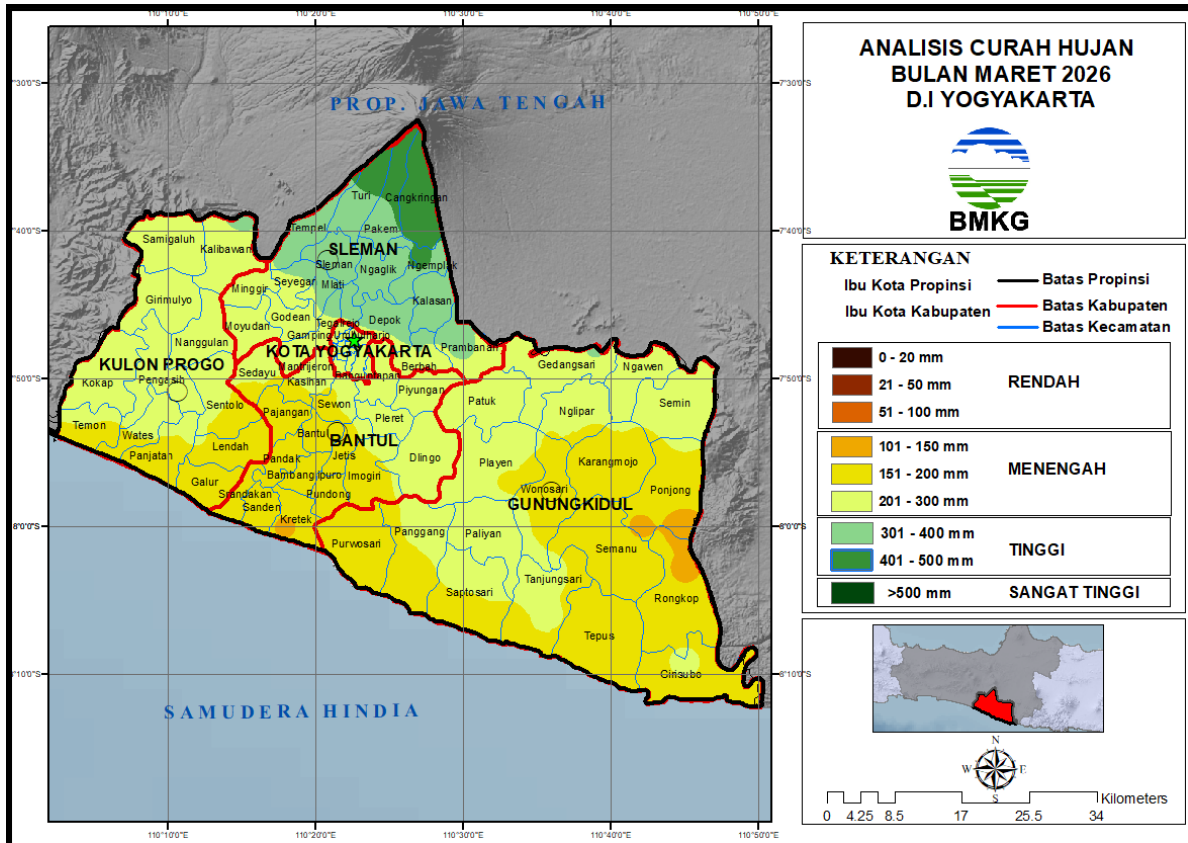 ANALISIS CURAH HUJAN
BULAN MARET 2026
D.I YOGYAKARTA
BMKG
KETERANGAN
Ibu Kota Propinsi
Ibu Kota Kabupaten
Batas Propinsi
Batas Kabupaten
Batas Kecamatan
0 - 20 mm
21 - 50 mm
51 - 100 mm
RENDAH
101 - 150 mm
151 - 200 mm
201 - 300 mm
MENENGAH
301 - 400 mm
401 - 500 mm
TINGGI
>500 mm
SANGAT TINGGI
N
W
E
S
Kilometers
0 4.25 8.5 17 25.5 34
110°10'0"E 110°20'0"E 110°30'0"E 110°40'0"E 110°50'0"E
7°30'0"S
7°40'0"S
7°50'0"S
8°0'0"S
8°10'0"S
PROP. JAWA TENGAH
SAMUDERA HINDIA
SLEMAN
KULON PROGO
KOTA YOGYAKARTA
BANTUL
GUNUNGKIDUL
Turi
Cangkringan
Tempel
Pakem
Sleman
Ngaglik
Ngemplak
Seyegar
Mlati
Minggir
Kalasan
Godean
Depok
Moyudan
Gamping
Prambanan
Berbah
Samigaluh
Kalibawang
Girimulyo
Nanggulan
Pengasih
Kokap
Sentolo
Temon
Wates
Panjatan
Lendah
Galur
Sedayu
Kasihan
Pajangan
Sewon
Piyungan
Pleret
Bantul
Jetis
Dlingo
Pandak
Bambanglipuro
Imogiri
Srandakan
Pundong
Sanden
Kretek
Gedangsari
Ngawen
Patuk
Nglipar
Semin
Playen
Karangmojo
Wonosari
Ponjong
Purwosari
Panggang
Paliyan
Semanu
Tanjungsari
Saptosari
Rongkop
Tepus
Girisubo